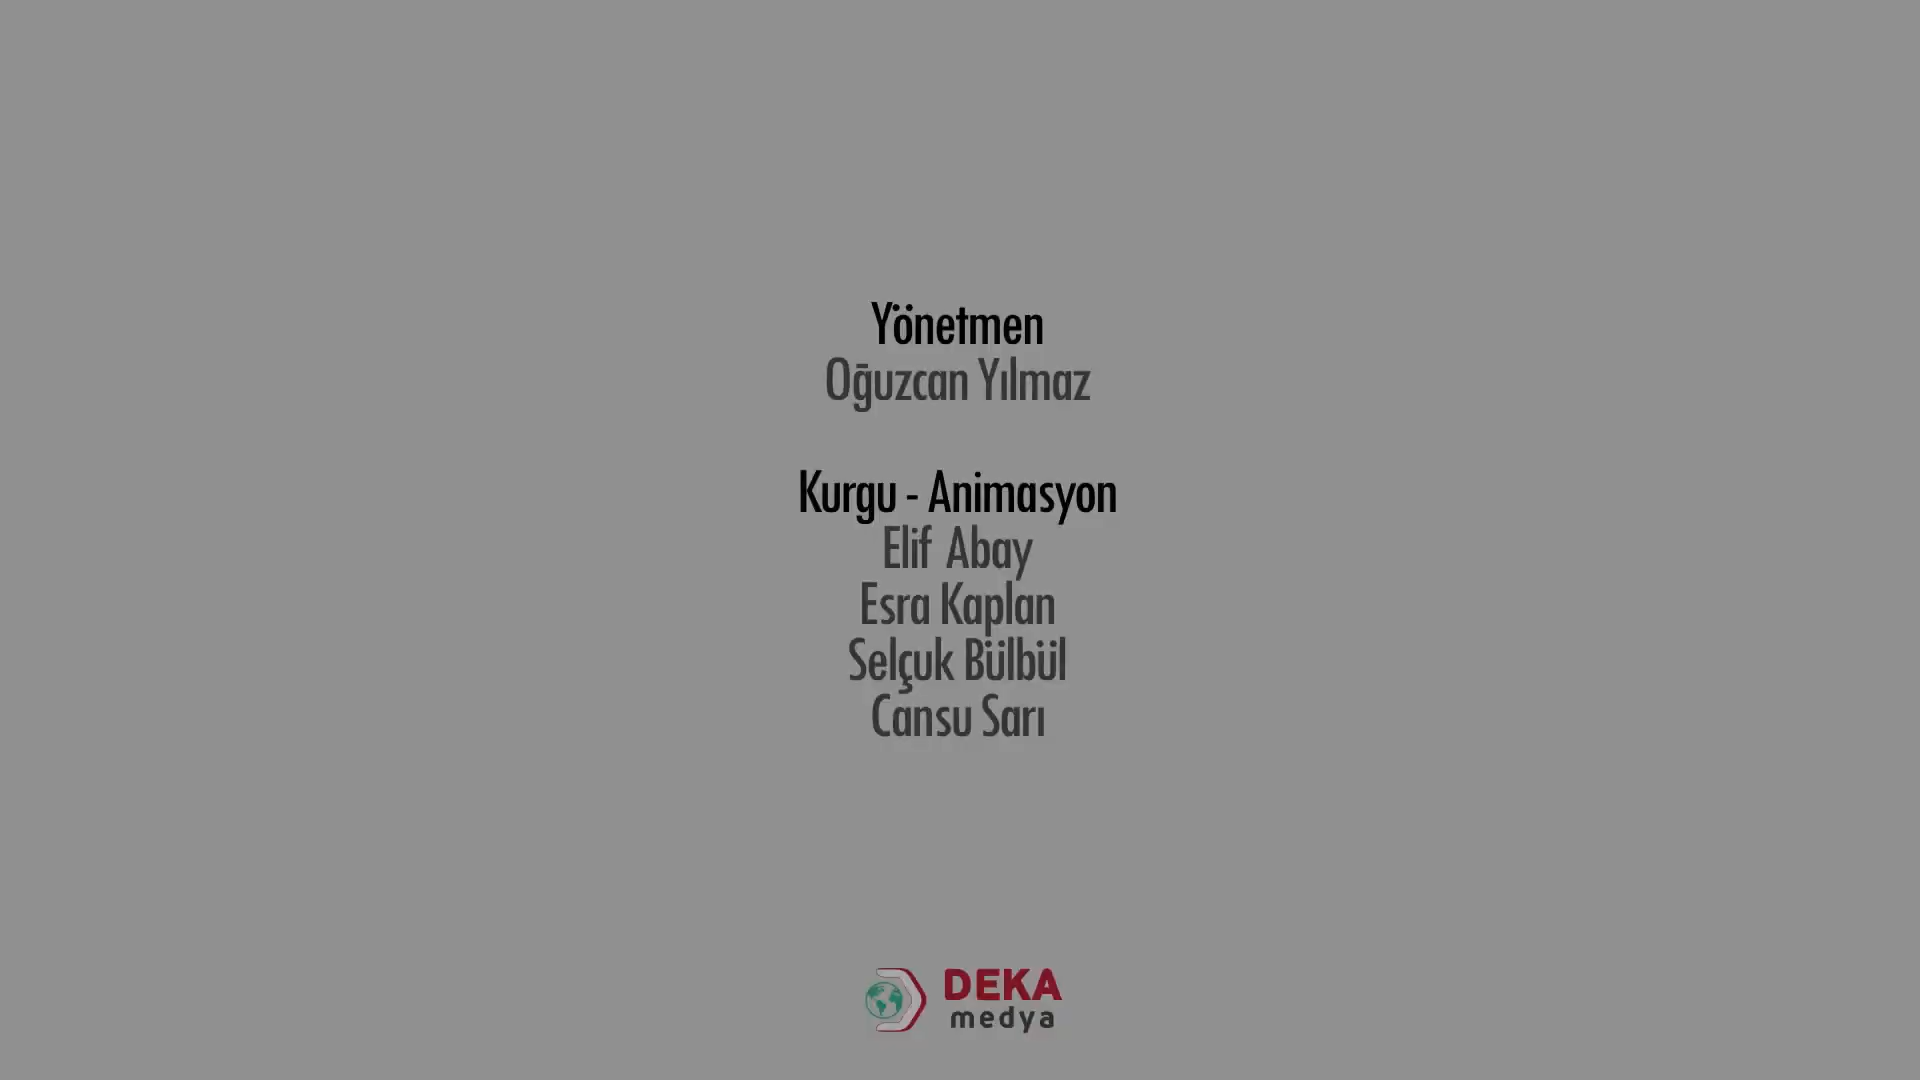 Yönetmen
Oğuzcan Yılmaz
Kurgu - Animasyon
Elif Abay
Esra Kaplan
Selçuk Bülbül
Cansu Sarı
DEKA
medya